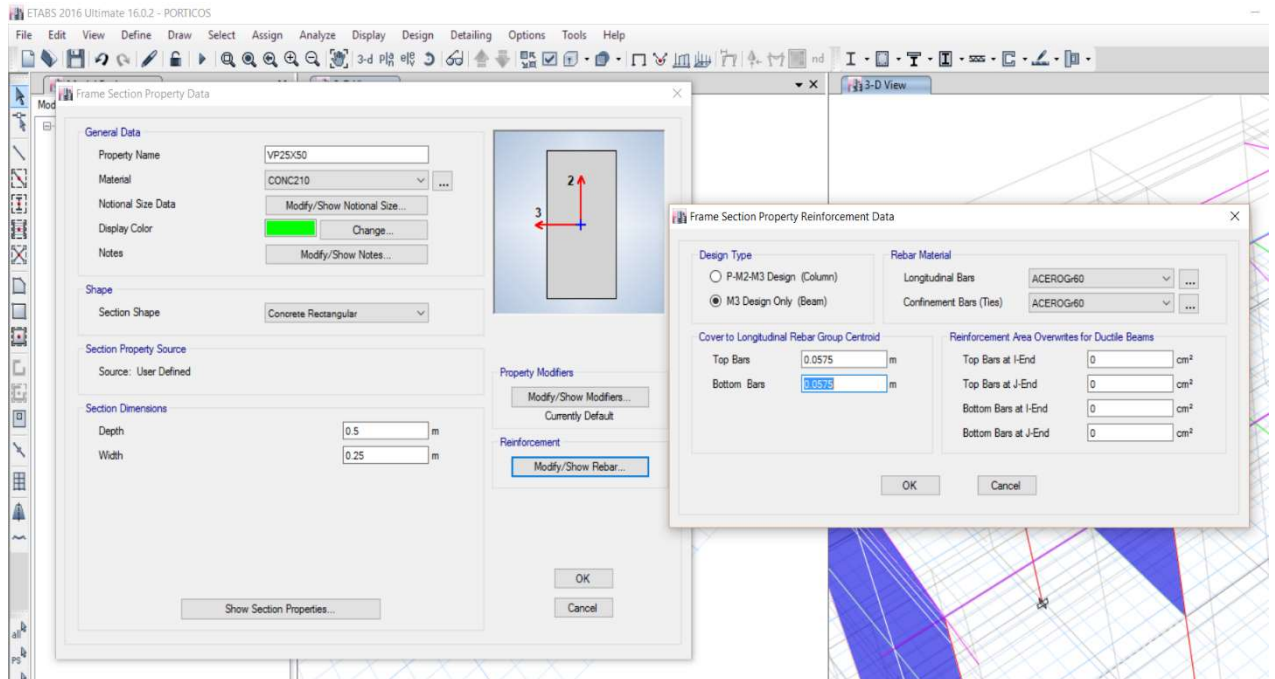 ETABS 2016 Ultimate 16.0.2 - PORTICOS
File Edit View Define Draw Select Assign Analyze Display Design Detailing Options Tools Help
3-d
nd
3-D View
Frame Section Property Data
General Data
Property Name VP25X50
Material CONC210 ...
Notional Size Data Modify/Show Notional Size...
Display Color Change...
Notes Modify/Show Notes...
Shape
Section Shape Concrete Rectangular
Section Property Source
Source: User Defined
Section Dimensions
Depth 0.5 m
Width 0.25 m
Show Section Properties...
2
3
Property Modifiers
Modify/Show Modifiers...
Currently Default
Reinforcement
Modify/Show Rebar...
OK
Cancel
Frame Section Property Reinforcement Data
Design Type
P-M2-M3 Design (Column)
M3 Design Only (Beam)
Rebar Material
Longitudinal Bars ACEROGr60 ...
Confinement Bars (Ties) ACEROGr60 ...
Cover to Longitudinal Rebar Group Centroid
Top Bars 0.0575 m
Bottom Bars 0.0575 m
Reinforcement Area Overwrites for Ductile Beams
Top Bars at I-End 0 cm²
Top Bars at J-End 0 cm²
Bottom Bars at I-End 0 cm²
Bottom Bars at J-End 0 cm²
OK Cancel
all
PS